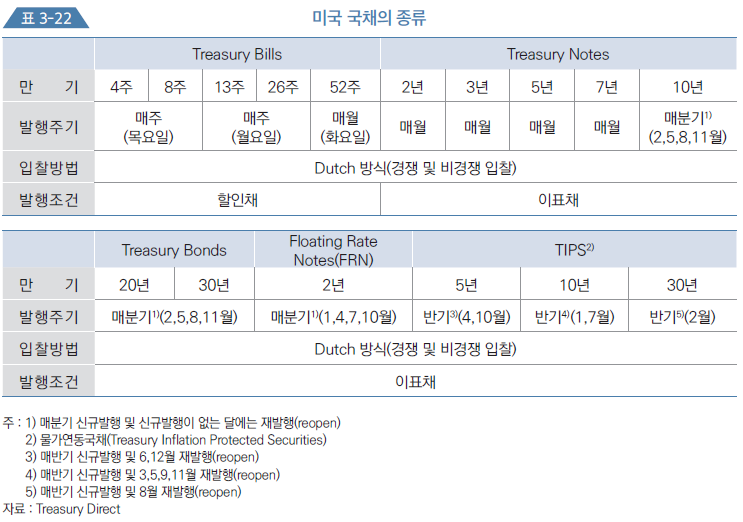 표 3-22 미국 국채의 종류
Treasury Bills Treasury Notes
만 기 4주 8주 13주 26주 52주 2년 3년 5년 7년 10년
발행주기 매주 (목요일) 매주 (월요일) 매월 (화요일) 매월 매월 매월 매월 매분기1) (2,5,8,11월)
입찰방법 Dutch 방식(경쟁 및 비경쟁 입찰)
발행조건 할인채 이표채
Treasury Bonds Floating Rate Notes(FRN) TIPS2)
만 기 20년 30년 2년 5년 10년 30년
발행주기 매분기1)(2,5,8,11월) 매분기1)(1,4,7,10월) 반기3)(4,10월) 반기4)(1,7월) 반기5)(2월)
입찰방법 Dutch 방식(경쟁 및 비경쟁 입찰)
발행조건 이표채
주 : 1) 매분기 신규발행 및 신규발행이 없는 달에는 재발행(reopen)
2) 물가연동국채(Treasury Inflation Protected Securities)
3) 매반기 신규발행 및 6,12월 재발행(reopen)
4) 매반기 신규발행 및 3,5,9,11월 재발행(reopen)
5) 매반기 신규발행 및 8월 재발행(reopen)
자료 : Treasury Direct